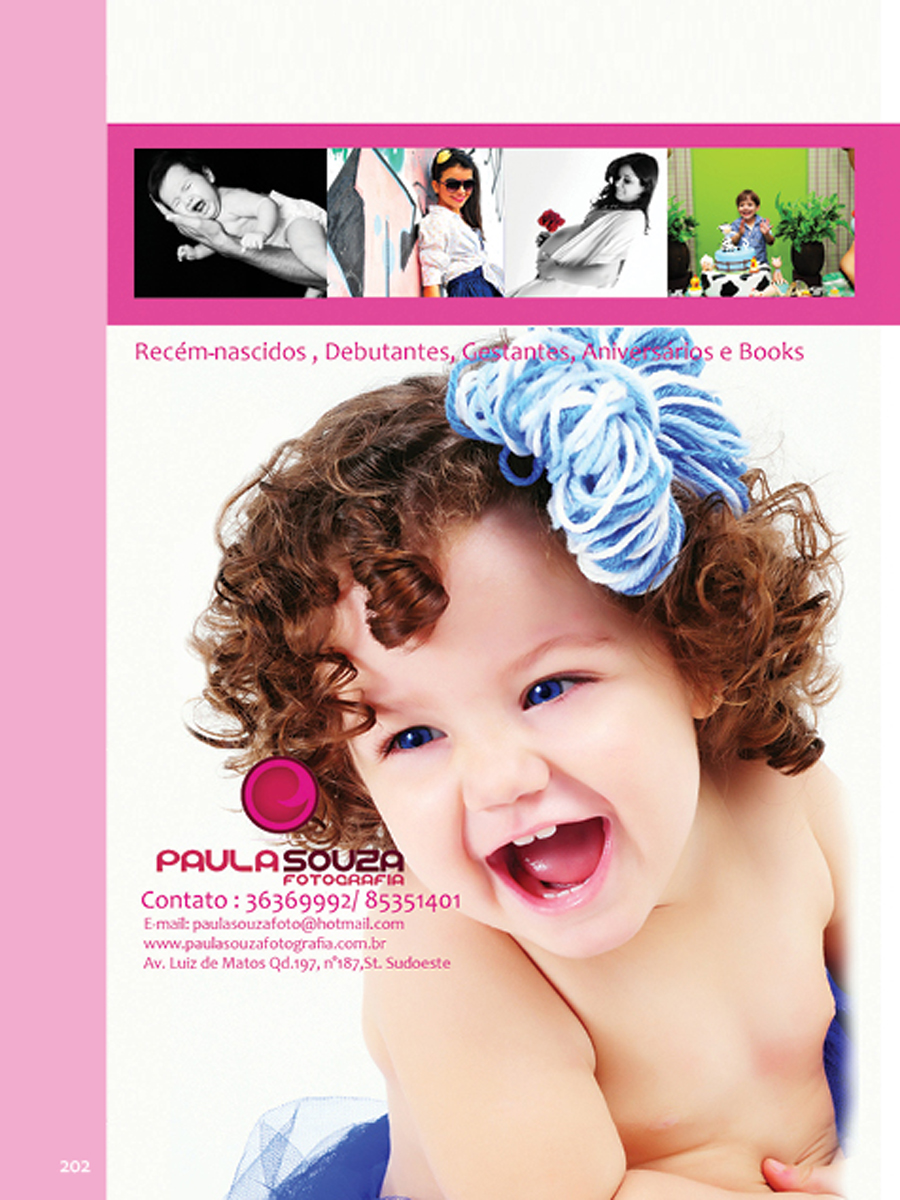 Recém-nascidos , Debutantes, Gestantes, Aniversários e Books
PAULA SOUZA
FOTOGRAFIA
Contato : 36369992/ 85351401
E-mail: paulasouzafoto@hotmail.com
www.paulasouzafotografia.com.br
Av. Luiz de Matos Qd.197, n°187,St. Sudoeste
202